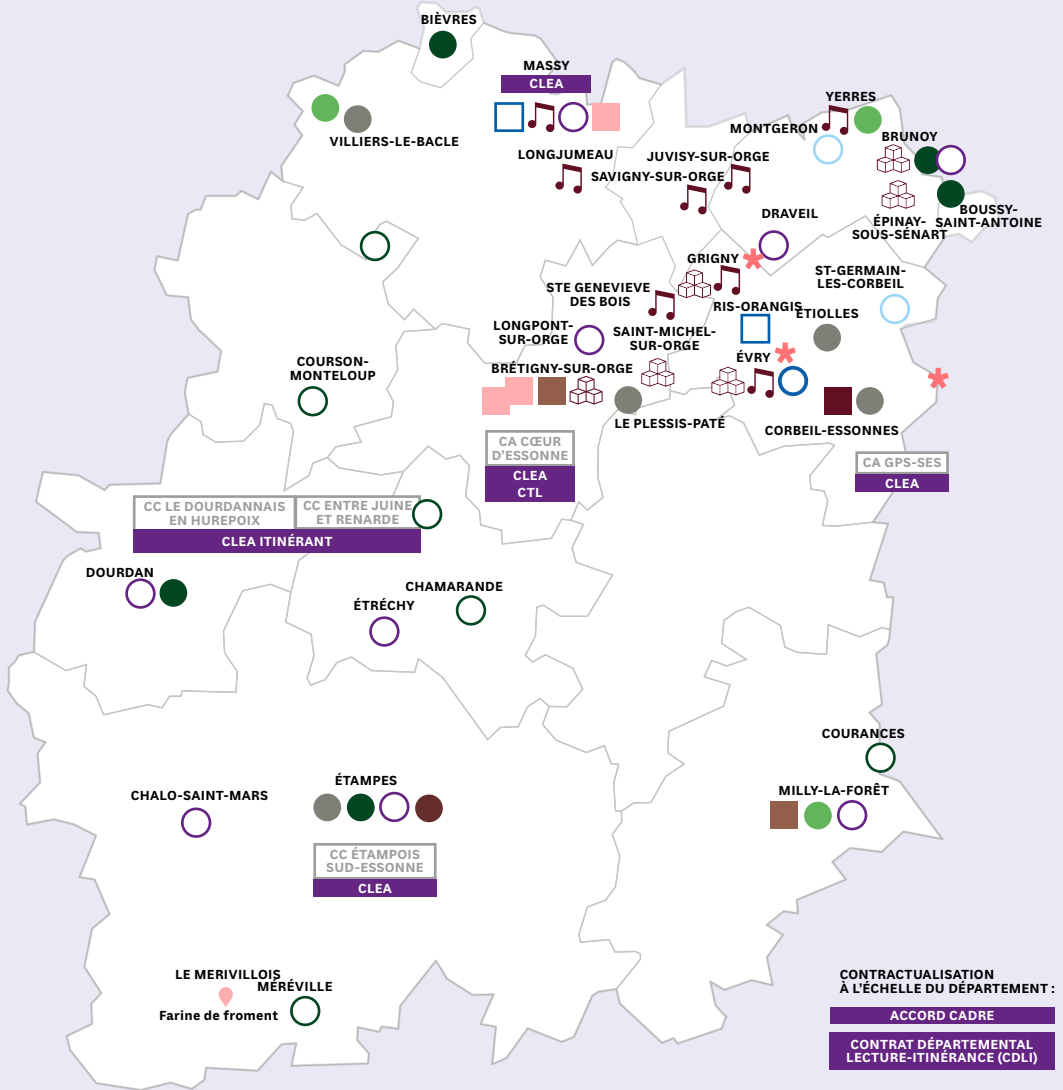 BIÈVRES
MASSY
CLEA
VILLIERS-LE-BACLE
LONGJUMEAU
JUVISY-SUR-ORGE
SAVIGNY-SUR-ORGE
YERRES
MONTGERON
BRUNOY
BOUSSY-
SAINT-ANTOINE
ÉPINAY-
SOUS-SÉNART
DRAVEIL
GRIGNY
ST-GERMAIN-
LES-CORBEIL
STE GENEVIEVE
DES BOIS
RIS-ORANGIS
ÉTIOLLES
LONGPONT-
SUR-ORGE
SAINT-MICHEL-
SUR-ORGE
ÉVRY
COURSON-
MONTELOUP
BRÉTIGNY-SUR-ORGE
LE PLESSIS-PATÉ
CORBEIL-ESSONNES
CA CŒUR
D'ESSONNE
CLEA
CTL
CA GPS-SES
CLEA
CC LE DOURDANNAIS
EN HUREPOIX
CC ENTRE JUINE
ET RENARDE
CLEA ITINÉRANT
DOURDAN
CHAMARANDE
ÉTRÉCHY
COURANCES
ÉTAMPES
CHALO-SAINT-MARS
MILLY-LA-FORÊT
CC ÉTAMPOIS
SUD-ESSONNE
CLEA
LE MERIVILLOIS
MÉRÉVILLE
Farine de froment
CONTRACTUALISATION
À L'ÉCHELLE DU DÉPARTEMENT :
ACCORD CADRE
CONTRAT DÉPARTEMENTAL
LECTURE-ITINÉRANCE (CDLI)